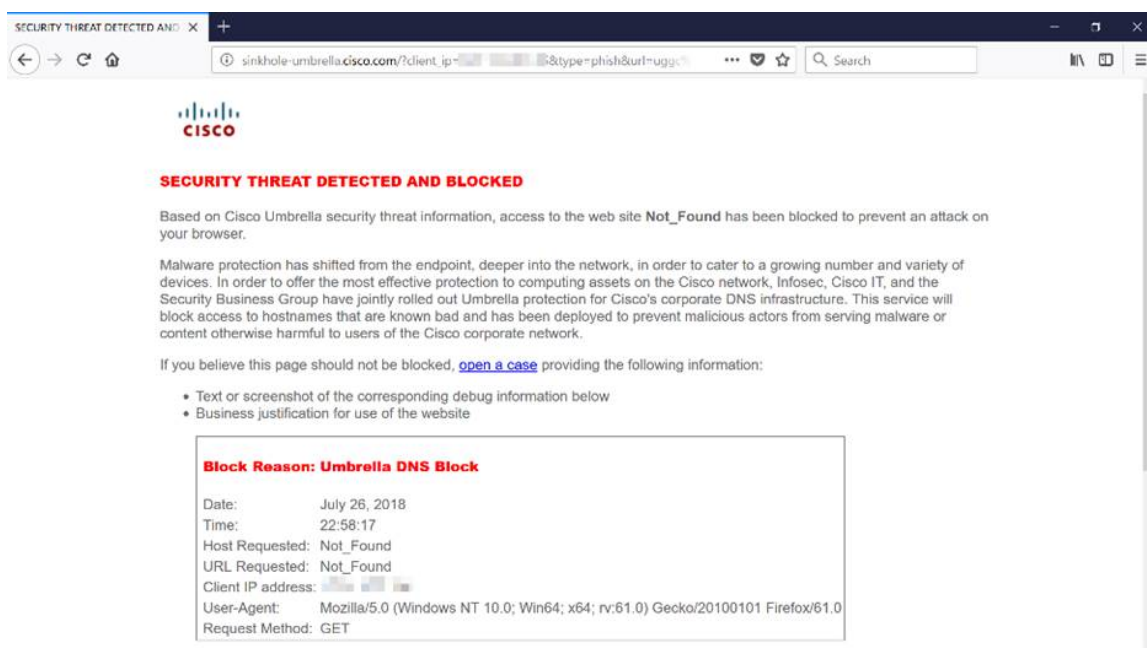 SECURITY THREAT DETECTED AND
sinkhole-umbrella.cisco.com/?client_ip= &type=phish&url=uggc
Search
CISCO
SECURITY THREAT DETECTED AND BLOCKED
Based on Cisco Umbrella security threat information, access to the web site Not_Found has been blocked to prevent an attack on
your browser.
Malware protection has shifted from the endpoint, deeper into the network, in order to cater to a growing number and variety of
devices. In order to offer the most effective protection to computing assets on the Cisco network, Infosec, Cisco IT, and the
Security Business Group have jointly rolled out Umbrella protection for Cisco's corporate DNS infrastructure. This service will
block access to hostnames that are known bad and has been deployed to prevent malicious actors from serving malware or
content otherwise harmful to users of the Cisco corporate network.
If you believe this page should not be blocked, open a case providing the following information:
• Text or screenshot of the corresponding debug information below
• Business justification for use of the website
Block Reason: Umbrella DNS Block
Date: July 26, 2018
Time: 22:58:17
Host Requested: Not_Found
URL Requested: Not_Found
Client IP address:
User-Agent: Mozilla/5.0 (Windows NT 10.0; Win64; x64; rv:61.0) Gecko/20100101 Firefox/61.0
Request Method: GET